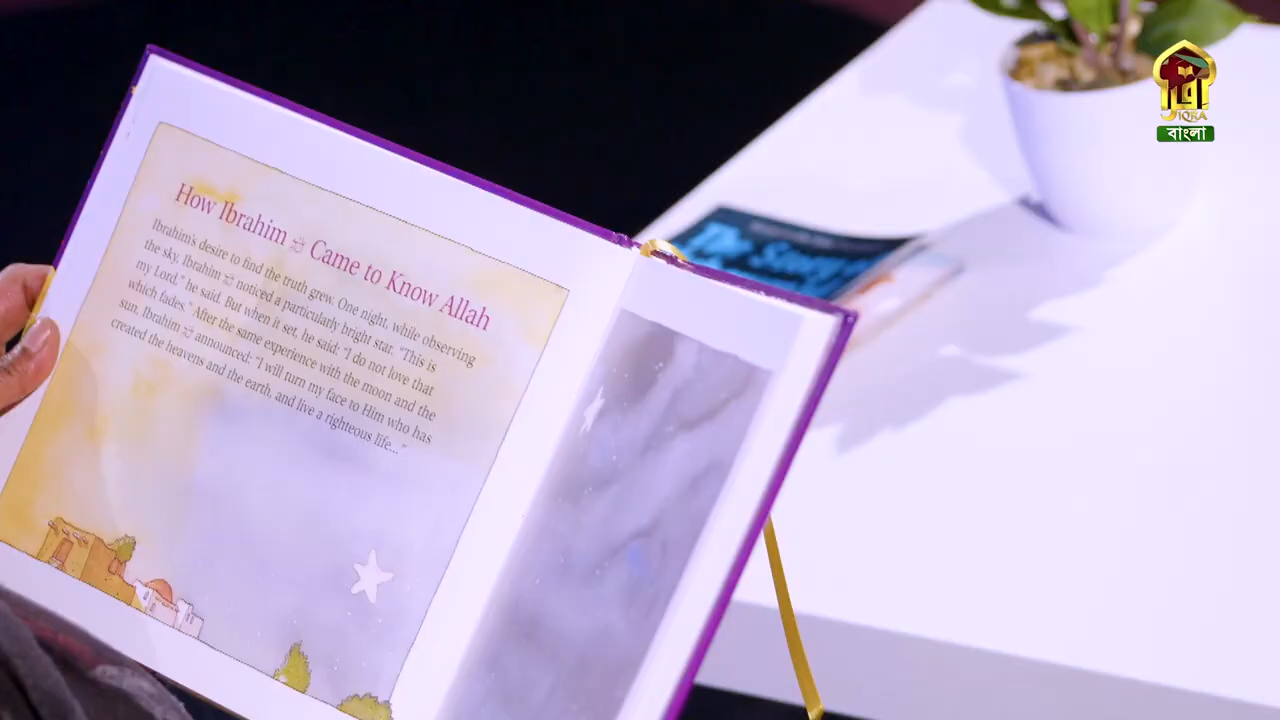 How Ibrahim ﷺ Came to Know Allah
Ibrahim's desire to find the truth grew. One night, while observing
the sky, Ibrahim ﷺ noticed a particularly bright star. "This is
my Lord," he said. But when it set, he said: "I do not love that
which fades." After the same experience with the moon and the
sun, Ibrahim ﷺ announced: "I will turn my face to Him who has
created the heavens and the earth, and live a righteous life..."
IQRA
বাংলা